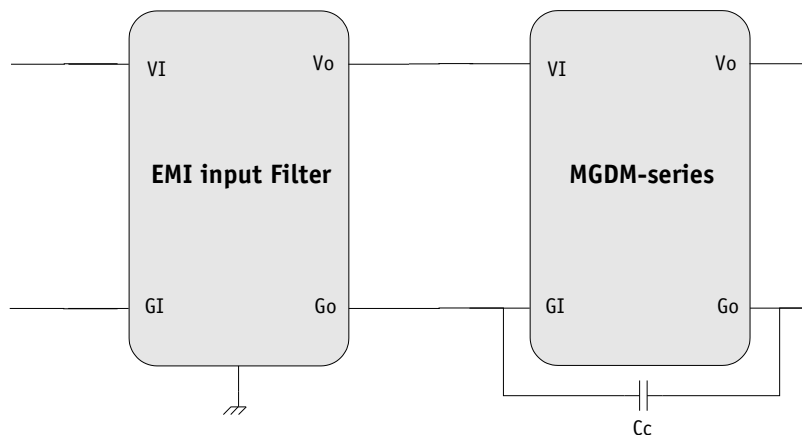 VI
Vo
VI
Vo
EMI input Filter
MGDM-series
GI
Go
GI
Go
Cc